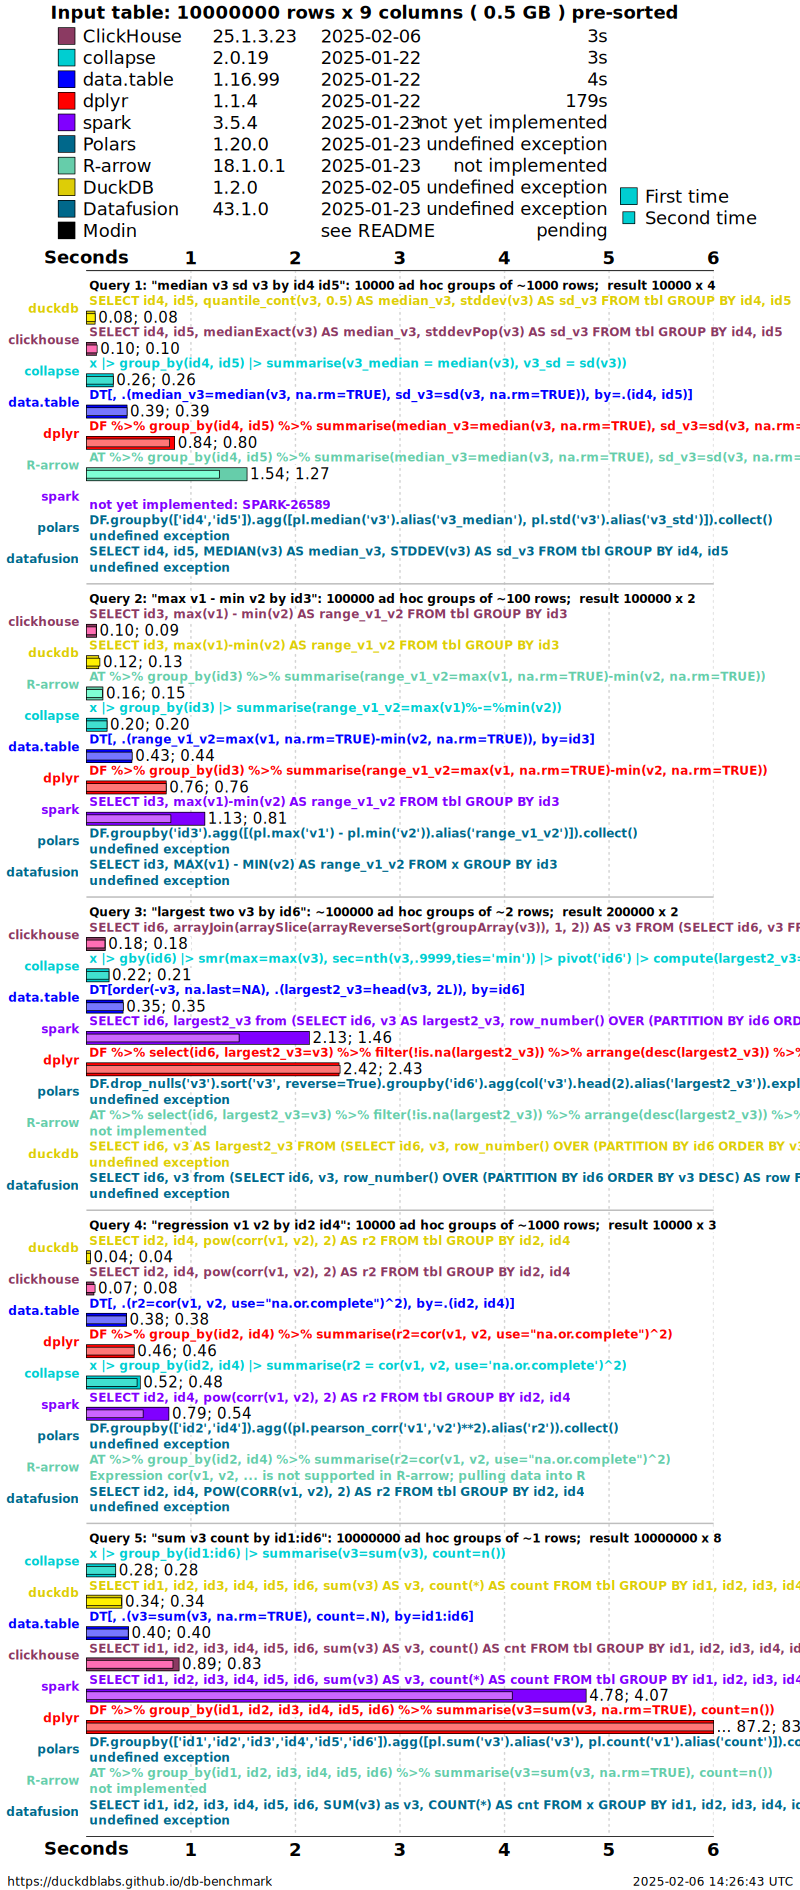 Input table: 10000000 rows x 9 columns ( 0.5 GB ) pre-sorted
ClickHouse 25.1.3.23 2025-02-06 3s
collapse 2.0.19 2025-01-22 3s
data.table 1.16.99 2025-01-22 4s
dplyr 1.1.4 2025-01-22 179s
spark 3.5.4 2025-01-23 not yet implemented
Polars 1.20.0 2025-01-23 undefined exception
R-arrow 18.1.0.1 2025-01-23 not implemented
DuckDB 1.2.0 2025-02-05 undefined exception
Datafusion 43.1.0 2025-01-23 undefined exception
Modin see README pending
First time
Second time
Seconds 1 2 3 4 5 6
Query 1: "median v3 sd v3 by id4 id5": 10000 ad hoc groups of ~1000 rows; result 10000 x 4
SELECT id4, id5, quantile_cont(v3, 0.5) AS median_v3, stddev(v3) AS sd_v3 FROM tbl GROUP BY id4, id5
duckdb 0.08; 0.08
SELECT id4, id5, medianExact(v3) AS median_v3, stddevPop(v3) AS sd_v3 FROM tbl GROUP BY id4, id5
clickhouse 0.10; 0.10
x |> group_by(id4, id5) |> summarise(v3_median = median(v3), v3_sd = sd(v3))
collapse 0.26; 0.26
DT[, .(median_v3=median(v3, na.rm=TRUE), sd_v3=sd(v3, na.rm=TRUE)), by=.(id4, id5)]
data.table 0.39; 0.39
DF %>% group_by(id4, id5) %>% summarise(median_v3=median(v3, na.rm=TRUE), sd_v3=sd(v3, na.rm=
dplyr 0.84; 0.80
AT %>% group_by(id4, id5) %>% summarise(median_v3=median(v3, na.rm=TRUE), sd_v3=sd(v3, na.rm=
R-arrow 1.54; 1.27
spark
not yet implemented: SPARK-26589
DF.groupby(['id4','id5']).agg([pl.median('v3').alias('v3_median'), pl.std('v3').alias('v3_std')]).collect()
polars
undefined exception
SELECT id4, id5, MEDIAN(v3) AS median_v3, STDDEV(v3) AS sd_v3 FROM tbl GROUP BY id4, id5
datafusion
undefined exception
Query 2: "max v1 - min v2 by id3": 100000 ad hoc groups of ~100 rows; result 100000 x 2
SELECT id3, max(v1) - min(v2) AS range_v1_v2 FROM tbl GROUP BY id3
clickhouse 0.10; 0.09
SELECT id3, max(v1)-min(v2) AS range_v1_v2 FROM tbl GROUP BY id3
duckdb 0.12; 0.13
AT %>% group_by(id3) %>% summarise(range_v1_v2=max(v1, na.rm=TRUE)-min(v2, na.rm=TRUE))
R-arrow 0.16; 0.15
x |> group_by(id3) |> summarise(range_v1_v2=max(v1)%-=%min(v2))
collapse 0.20; 0.20
DT[, .(range_v1_v2=max(v1, na.rm=TRUE)-min(v2, na.rm=TRUE)), by=id3]
data.table 0.43; 0.44
DF %>% group_by(id3) %>% summarise(range_v1_v2=max(v1, na.rm=TRUE)-min(v2, na.rm=TRUE))
dplyr 0.76; 0.76
SELECT id3, max(v1)-min(v2) AS range_v1_v2 FROM tbl GROUP BY id3
spark 1.13; 0.81
DF.groupby('id3').agg([(pl.max('v1') - pl.min('v2')).alias('range_v1_v2')]).collect()
polars
undefined exception
SELECT id3, MAX(v1) - MIN(v2) AS range_v1_v2 FROM x GROUP BY id3
datafusion
undefined exception
Query 3: "largest two v3 by id6": ~100000 ad hoc groups of ~2 rows; result 200000 x 2
SELECT id6, arrayJoin(arraySlice(arrayReverseSort(groupArray(v3)), 1, 2)) AS v3 FROM (SELECT id6, v3 FR
clickhouse 0.18; 0.18
x |> gby(id6) |> smr(max=max(v3), sec=nth(v3,.9999,ties='min')) |> pivot('id6') |> compute(largest2_v3=
collapse 0.22; 0.21
DT[order(-v3, na.last=NA), .(largest2_v3=head(v3, 2L)), by=id6]
data.table 0.35; 0.35
SELECT id6, largest2_v3 from (SELECT id6, v3 AS largest2_v3, row_number() OVER (PARTITION BY id6 ORD
spark 2.13; 1.46
DF %>% select(id6, largest2_v3=v3) %>% filter(!is.na(largest2_v3)) %>% arrange(desc(largest2_v3)) %>%
dplyr 2.42; 2.43
DF.drop_nulls('v3').sort('v3', reverse=True).groupby('id6').agg(col('v3').head(2).alias('largest2_v3')).expl
polars
undefined exception
AT %>% select(id6, largest2_v3=v3) %>% filter(!is.na(largest2_v3)) %>% arrange(desc(largest2_v3)) %>%
R-arrow
not implemented
SELECT id6, v3 AS largest2_v3 FROM (SELECT id6, v3, row_number() OVER (PARTITION BY id6 ORDER BY v3
duckdb
undefined exception
SELECT id6, v3 from (SELECT id6, v3, row_number() OVER (PARTITION BY id6 ORDER BY v3 DESC) AS row F
datafusion
undefined exception
Query 4: "regression v1 v2 by id2 id4": 10000 ad hoc groups of ~1000 rows; result 10000 x 3
SELECT id2, id4, pow(corr(v1, v2), 2) AS r2 FROM tbl GROUP BY id2, id4
duckdb 0.04; 0.04
SELECT id2, id4, pow(corr(v1, v2), 2) AS r2 FROM tbl GROUP BY id2, id4
clickhouse 0.07; 0.08
DT[, .(r2=cor(v1, v2, use="na.or.complete")^2), by=.(id2, id4)]
data.table 0.38; 0.38
DF %>% group_by(id2, id4) %>% summarise(r2=cor(v1, v2, use="na.or.complete")^2)
dplyr 0.46; 0.46
x |> group_by(id2, id4) |> summarise(r2 = cor(v1, v2, use='na.or.complete')^2)
collapse 0.52; 0.48
SELECT id2, id4, pow(corr(v1, v2), 2) AS r2 FROM tbl GROUP BY id2, id4
spark 0.79; 0.54
DF.groupby(['id2','id4']).agg((pl.pearson_corr('v1','v2')**2).alias('r2')).collect()
polars
undefined exception
AT %>% group_by(id2, id4) %>% summarise(r2=cor(v1, v2, use="na.or.complete")^2)
R-arrow
Expression cor(v1, v2, ... is not supported in R-arrow; pulling data into R
SELECT id2, id4, POW(CORR(v1, v2), 2) AS r2 FROM tbl GROUP BY id2, id4
datafusion
undefined exception
Query 5: "sum v3 count by id1:id6": 10000000 ad hoc groups of ~1 rows; result 10000000 x 8
x |> group_by(id1:id6) |> summarise(v3=sum(v3), count=n())
collapse 0.28; 0.28
SELECT id1, id2, id3, id4, id5, id6, sum(v3) AS v3, count(*) AS count FROM tbl GROUP BY id1, id2, id3, id4
duckdb 0.34; 0.34
DT[, .(v3=sum(v3, na.rm=TRUE), count=.N), by=id1:id6]
data.table 0.40; 0.40
SELECT id1, id2, id3, id4, id5, id6, sum(v3) AS v3, count() AS cnt FROM tbl GROUP BY id1, id2, id3, id4, id
clickhouse 0.89; 0.83
SELECT id1, id2, id3, id4, id5, id6, sum(v3) AS v3, count(*) AS count FROM tbl GROUP BY id1, id2, id3, id4
spark 4.78; 4.07
DF %>% group_by(id1, id2, id3, id4, id5, id6) %>% summarise(v3=sum(v3, na.rm=TRUE), count=n())
dplyr ... 87.2; 83
DF.groupby(['id1','id2','id3','id4','id5','id6']).agg([pl.sum('v3').alias('v3'), pl.count('v1').alias('count')]).co
polars
undefined exception
AT %>% group_by(id1, id2, id3, id4, id5, id6) %>% summarise(v3=sum(v3, na.rm=TRUE), count=n())
R-arrow
not implemented
SELECT id1, id2, id3, id4, id5, id6, SUM(v3) as v3, COUNT(*) AS cnt FROM x GROUP BY id1, id2, id3, id4, id
datafusion
undefined exception
Seconds 1 2 3 4 5 6
https://duckdblabs.github.io/db-benchmark 2025-02-06 14:26:43 UTC